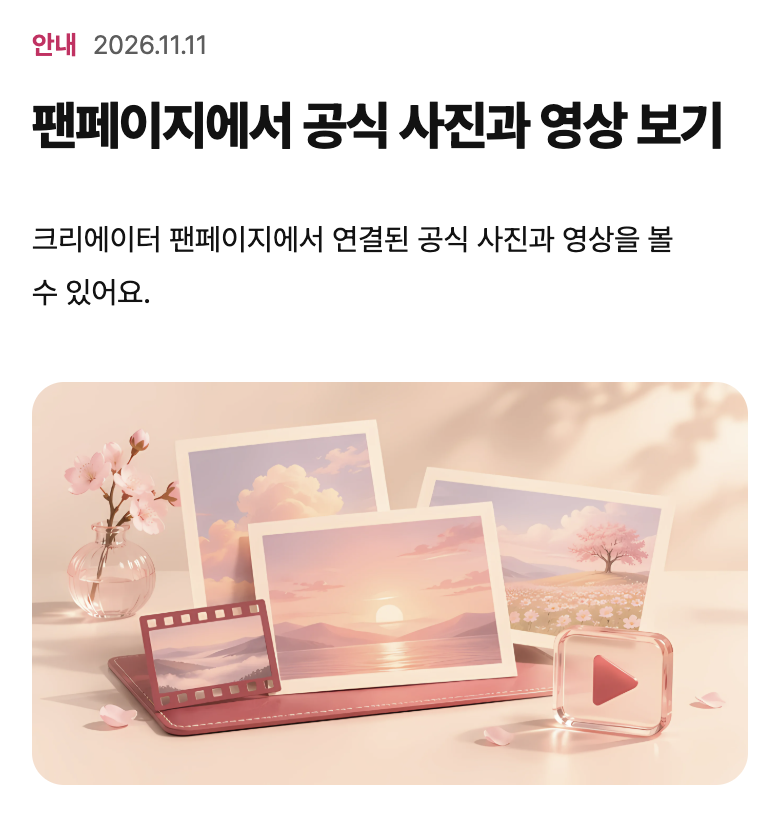 안내 2026.11.11
팬페이지에서 공식 사진과 영상 보기
크리에이터 팬페이지에서 연결된 공식 사진과 영상을 볼
수 있어요.